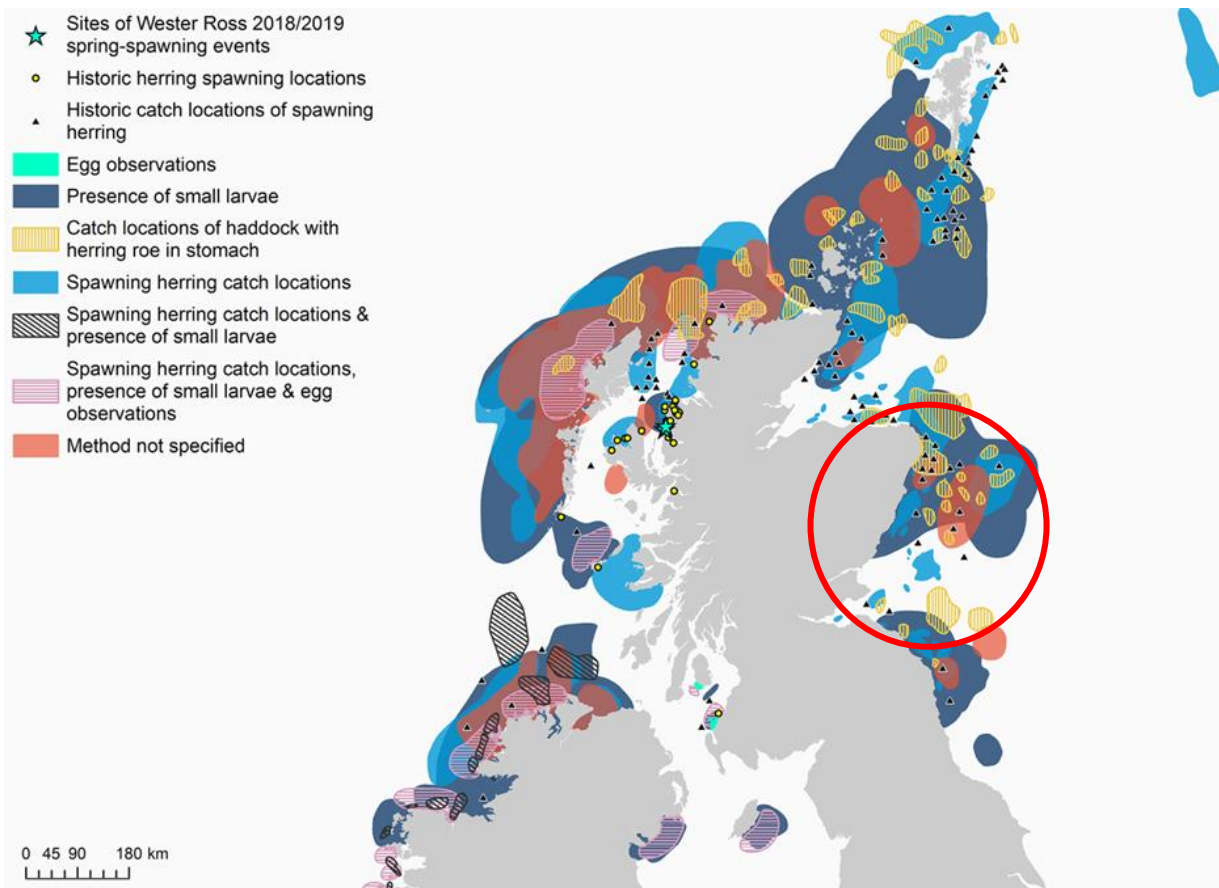 Sites of Wester Ross 2018/2019
spring-spawning events
Historic herring spawning locations
Historic catch locations of spawning
herring
Egg observations
Presence of small larvae
Catch locations of haddock with
herring roe in stomach
Spawning herring catch locations
Spawning herring catch locations &
presence of small larvae
Spawning herring catch locations,
presence of small larvae & egg
observations
Method not specified
0 45 90 180 km